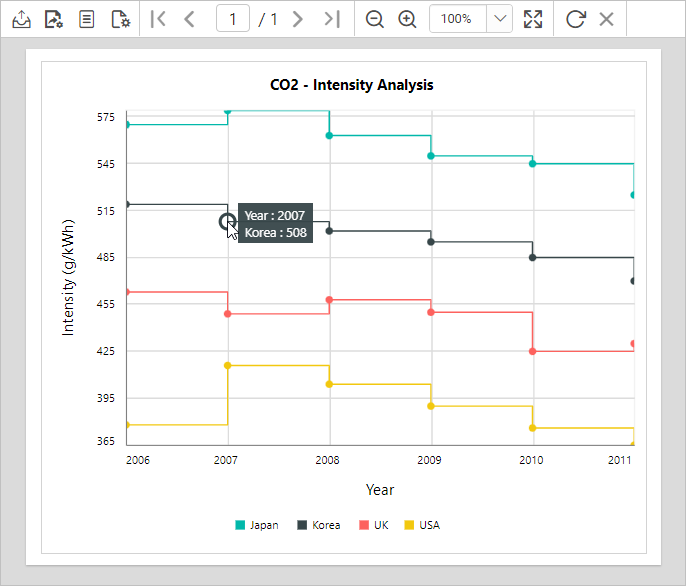 1 / 1 100%
CO2 - Intensity Analysis
575
545
515
485
455
425
395
365
Intensity (g/kWh)
Year : 2007
Korea : 508
2006 2007 2008 2009 2010 2011
Year
Japan Korea UK USA